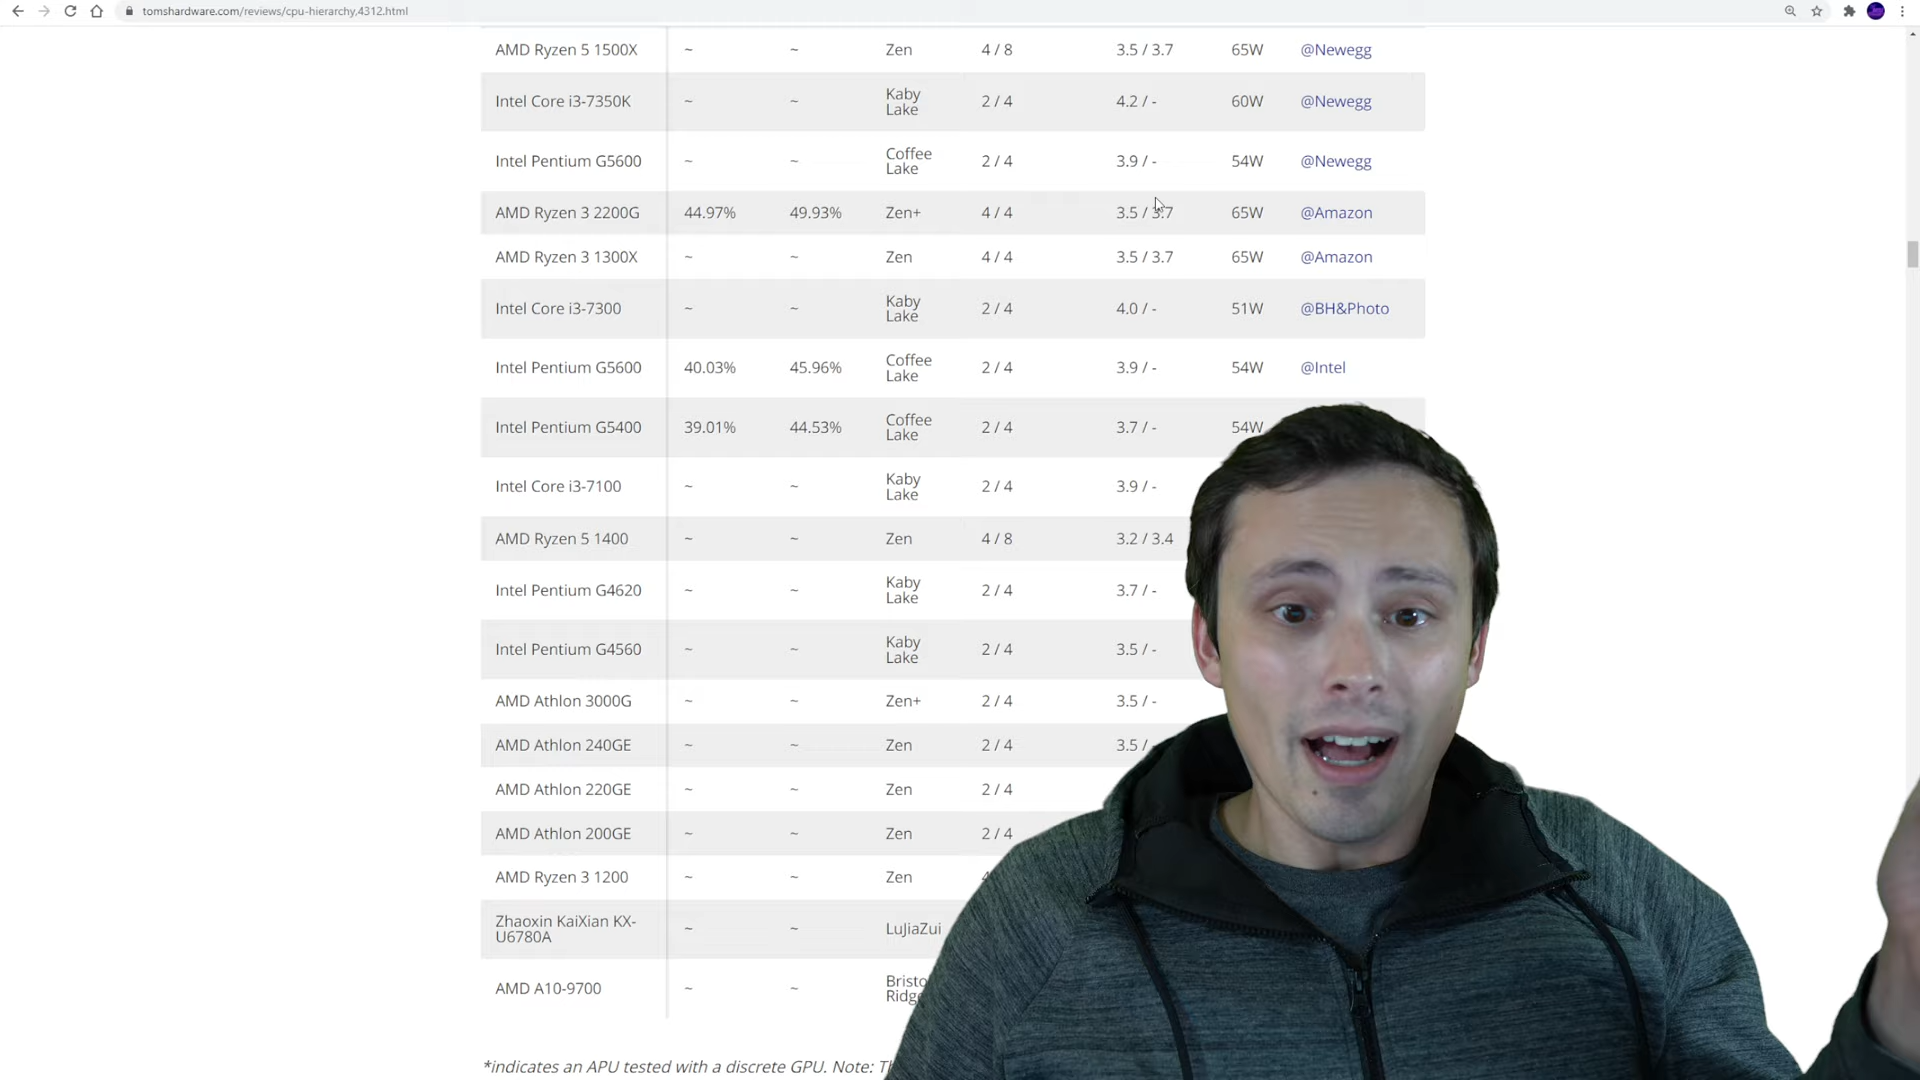 tomshardware.com/reviews/cpu-hierarchy,4312.html
AMD Ryzen 5 1500X ~ ~ Zen 4 / 8 3.5 / 3.7 65W @Newegg
Intel Core i3-7350K ~ ~ Kaby Lake 2 / 4 4.2 / - 60W @Newegg
Intel Pentium G5600 ~ ~ Coffee Lake 2 / 4 3.9 / - 54W @Newegg
AMD Ryzen 3 2200G 44.97% 49.93% Zen+ 4 / 4 3.5 / 3.7 65W @Amazon
AMD Ryzen 3 1300X ~ ~ Zen 4 / 4 3.5 / 3.7 65W @Amazon
Intel Core i3-7300 ~ ~ Kaby Lake 2 / 4 4.0 / - 51W @BH&Photo
Intel Pentium G5600 40.03% 45.96% Coffee Lake 2 / 4 3.9 / - 54W @Intel
Intel Pentium G5400 39.01% 44.53% Coffee Lake 2 / 4 3.7 / - 54W
Intel Core i3-7100 ~ ~ Kaby Lake 2 / 4 3.9 / -
AMD Ryzen 5 1400 ~ ~ Zen 4 / 8 3.2 / 3.4
Intel Pentium G4620 ~ ~ Kaby Lake 2 / 4 3.7 / -
Intel Pentium G4560 ~ ~ Kaby Lake 2 / 4 3.5 / -
AMD Athlon 3000G ~ ~ Zen+ 2 / 4 3.5 / -
AMD Athlon 240GE ~ ~ Zen 2 / 4 3.5 /
AMD Athlon 220GE ~ ~ Zen 2 / 4
AMD Athlon 200GE ~ ~ Zen 2 / 4
AMD Ryzen 3 1200 ~ ~ Zen
Zhaoxin KaiXian KX-
U6780A ~ ~ LuJiaZui
AMD A10-9700 ~ ~
*indicates an APU tested with a discrete GPU. Note: